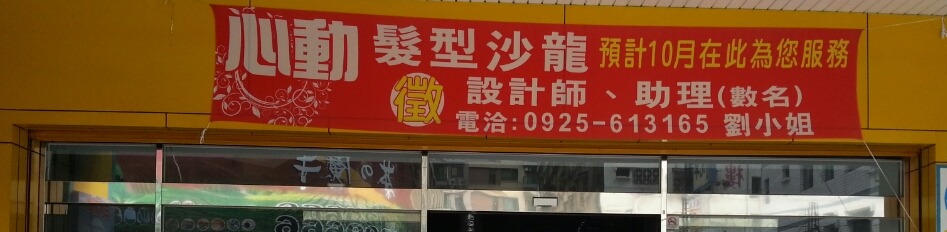 心動 髮型沙龍 預計10月在此為您服務
徵 設計師、助理(數名)
電洽:0925-613165 劉小姐